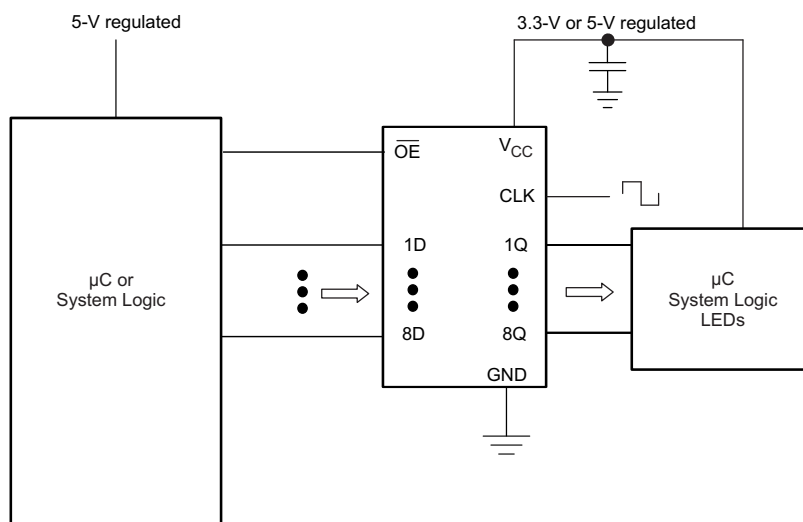 5-V regulated
3.3-V or 5-V regulated
OE
VCC
CLK
1D
1Q
µC or
System Logic
µC
System Logic
LEDs
8D
8Q
GND